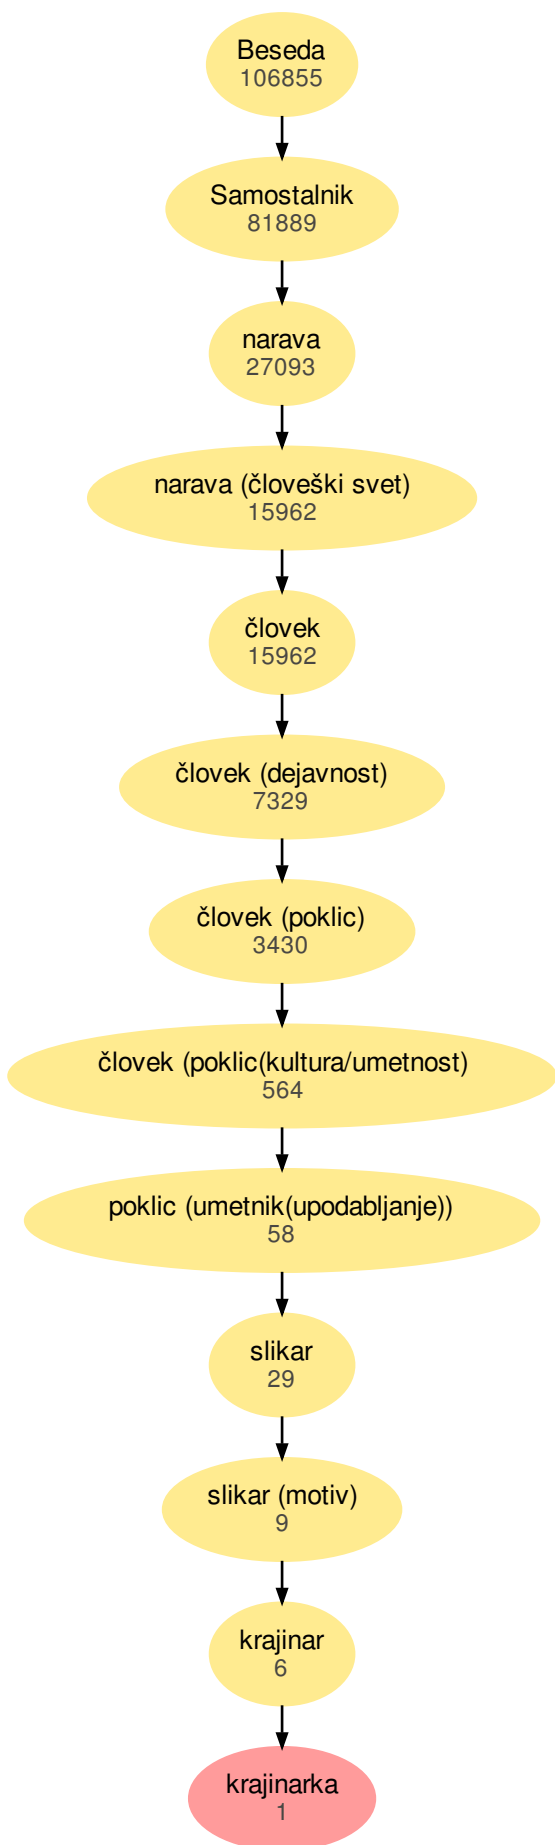 Beseda
106855
Samostalnik
81889
narava
27093
narava (človeški svet)
15962
človek
15962
človek (dejavnost)
7329
človek (poklic)
3430
človek (poklic(kultura/umetnost)
564
poklic (umetnik(upodabljanje))
58
slikar
29
slikar (motiv)
9
krajinar
6
krajinarka
1